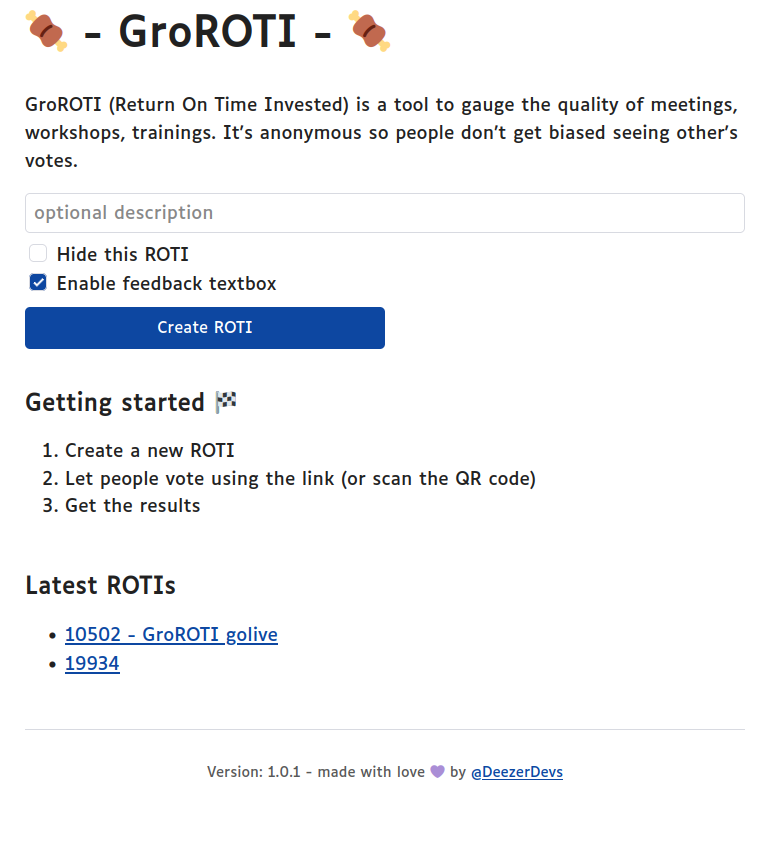 🍖 - GroROTI - 🍖
GroROTI (Return On Time Invested) is a tool to gauge the quality of meetings,
workshops, trainings. It's anonymous so people don't get biased seeing other's
votes.
optional description
Hide this ROTI
Enable feedback textbox
Create ROTI
Getting started 🏁
1. Create a new ROTI
2. Let people vote using the link (or scan the QR code)
3. Get the results
Latest ROTIs
• 10502 - GroROTI golive
• 19934
Version: 1.0.1 - made with love 💜 by @DeezerDevs